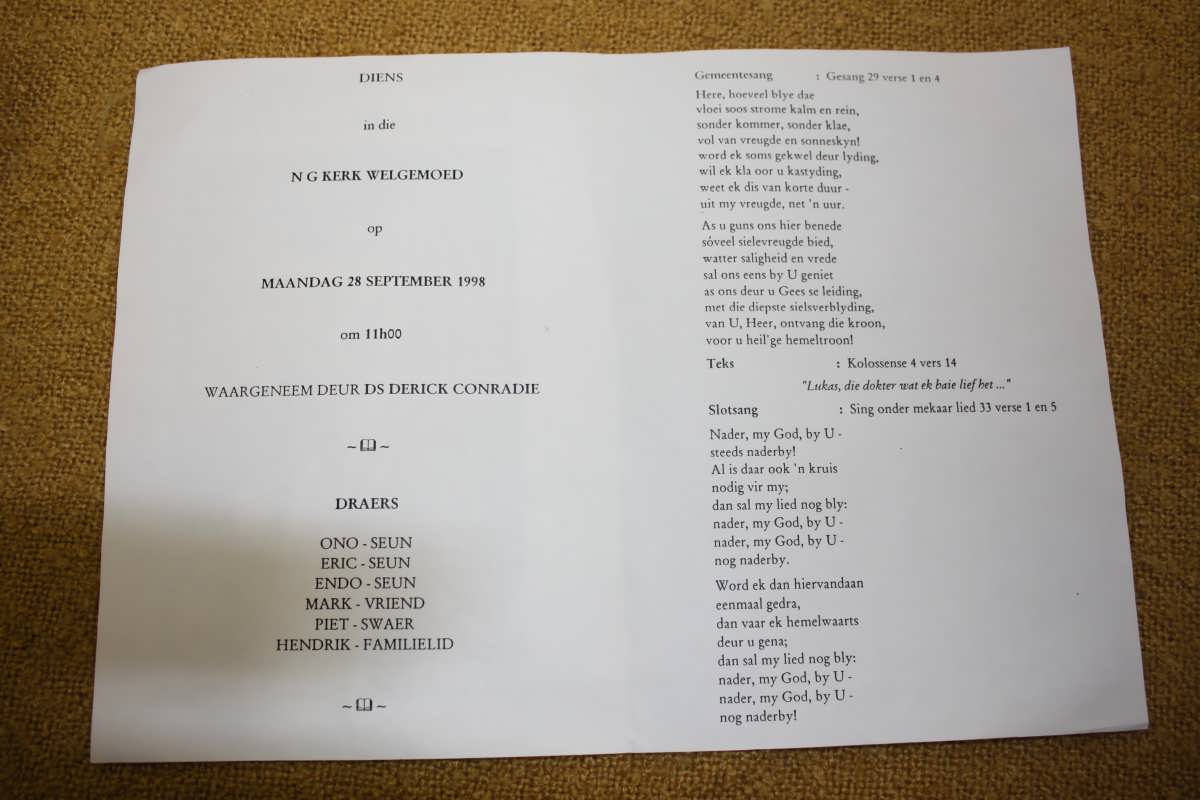 DIENS
in die
N G KERK WELGEMOED
op
MAANDAG 28 SEPTEMBER 1998
om 11h00
WAARGENEEM DEUR DS DERICK CONRADIE
~ ~
DRAERS
ONO - SEUN
ERIC - SEUN
ENDO - SEUN
MARK - VRIEND
PIET - SWAER
HENDRIK - FAMILIELID
~ ~
Gemeentesang : Gesang 29 verse 1 en 4
Here, hoeveel blye dae
vloei soos strome kalm en rein,
sonder kommer, sonder klae,
vol van vreugde en sonneskyn!
word ek soms gekwel deur lyding,
wil ek kla oor u kastyding,
weet ek dis van korte duur -
uit my vreugde, net 'n uur.
As u guns ons hier benede
sóveel sielevreugde bied,
watter saligheid en vrede
sal ons eens by U geniet
as ons deur u Gees se leiding,
met die diepste sielsverblyding,
van U, Heer, ontvang die kroon,
voor u heil'ge hemeltroon!
Teks : Kolossense 4 vers 14
"Lukas, die dokter wat ek baie lief het ..."
Slotsang : Sing onder mekaar lied 33 verse 1 en 5
Nader, my God, by U -
steeds naderby!
Al is daar ook 'n kruis
nodig vir my;
dan sal my lied nog bly:
nader, my God, by U -
nader, my God, by U -
nog naderby.
Word ek dan hiervandaan
eenmaal gedra,
dan vaar ek hemelwaarts
deur u gena;
dan sal my lied nog bly:
nader, my God, by U -
nader, my God, by U -
nog naderby!